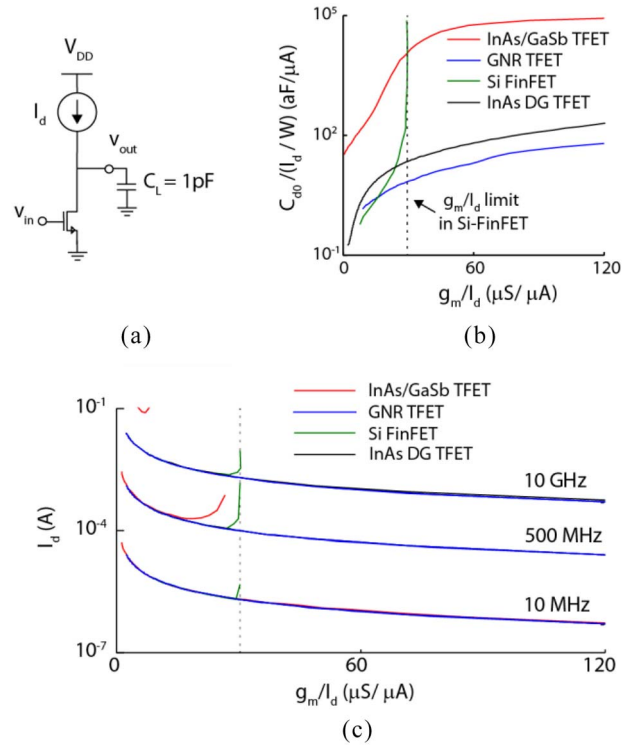 (a)
V_DD
I_d
v_out
C_L = 1pF
v_in
C_d0 /(I_d / W) (aF/μA)
10^5
10^2
10^-1
InAs/GaSb TFET
GNR TFET
Si FinFET
InAs DG TFET
g_m/I_d limit
in Si-FinFET
0
60
120
g_m/I_d (μS/ μA)
(a)
(b)
InAs/GaSb TFET
GNR TFET
Si FinFET
InAs DG TFET
I_d (A)
10^-1
10^-4
10^-7
10 GHz
500 MHz
10 MHz
0
60
120
g_m/I_d (μS/ μA)
(c)